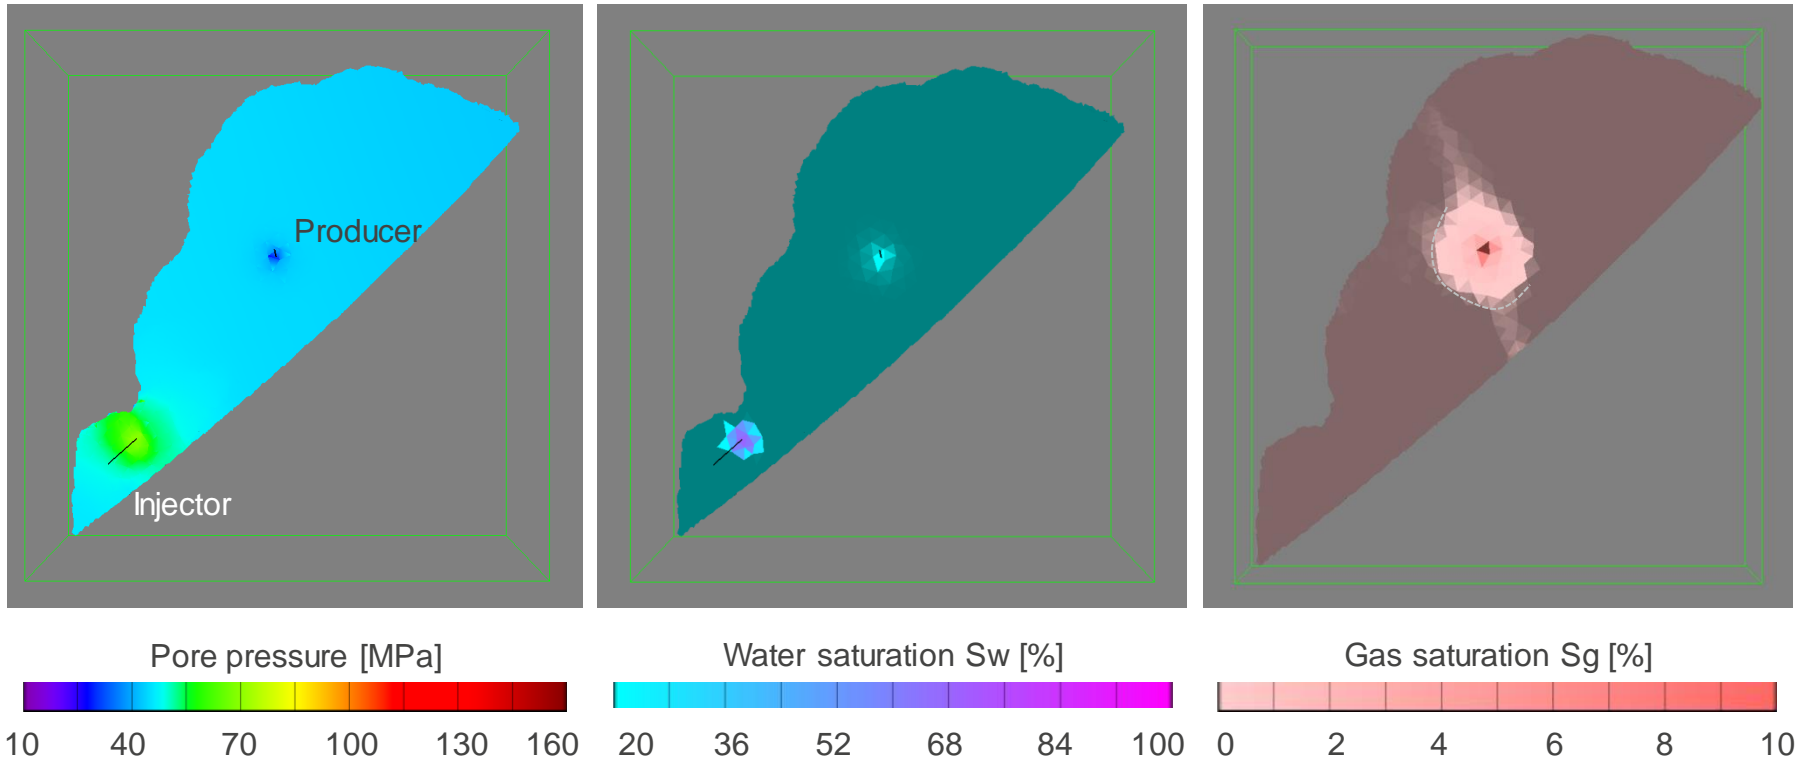 Producer
Injector
Pore pressure [MPa]
10 40 70 100 130 160
Water saturation Sw [%]
20 36 52 68 84 100
Gas saturation Sg [%]
0 2 4 6 8 10